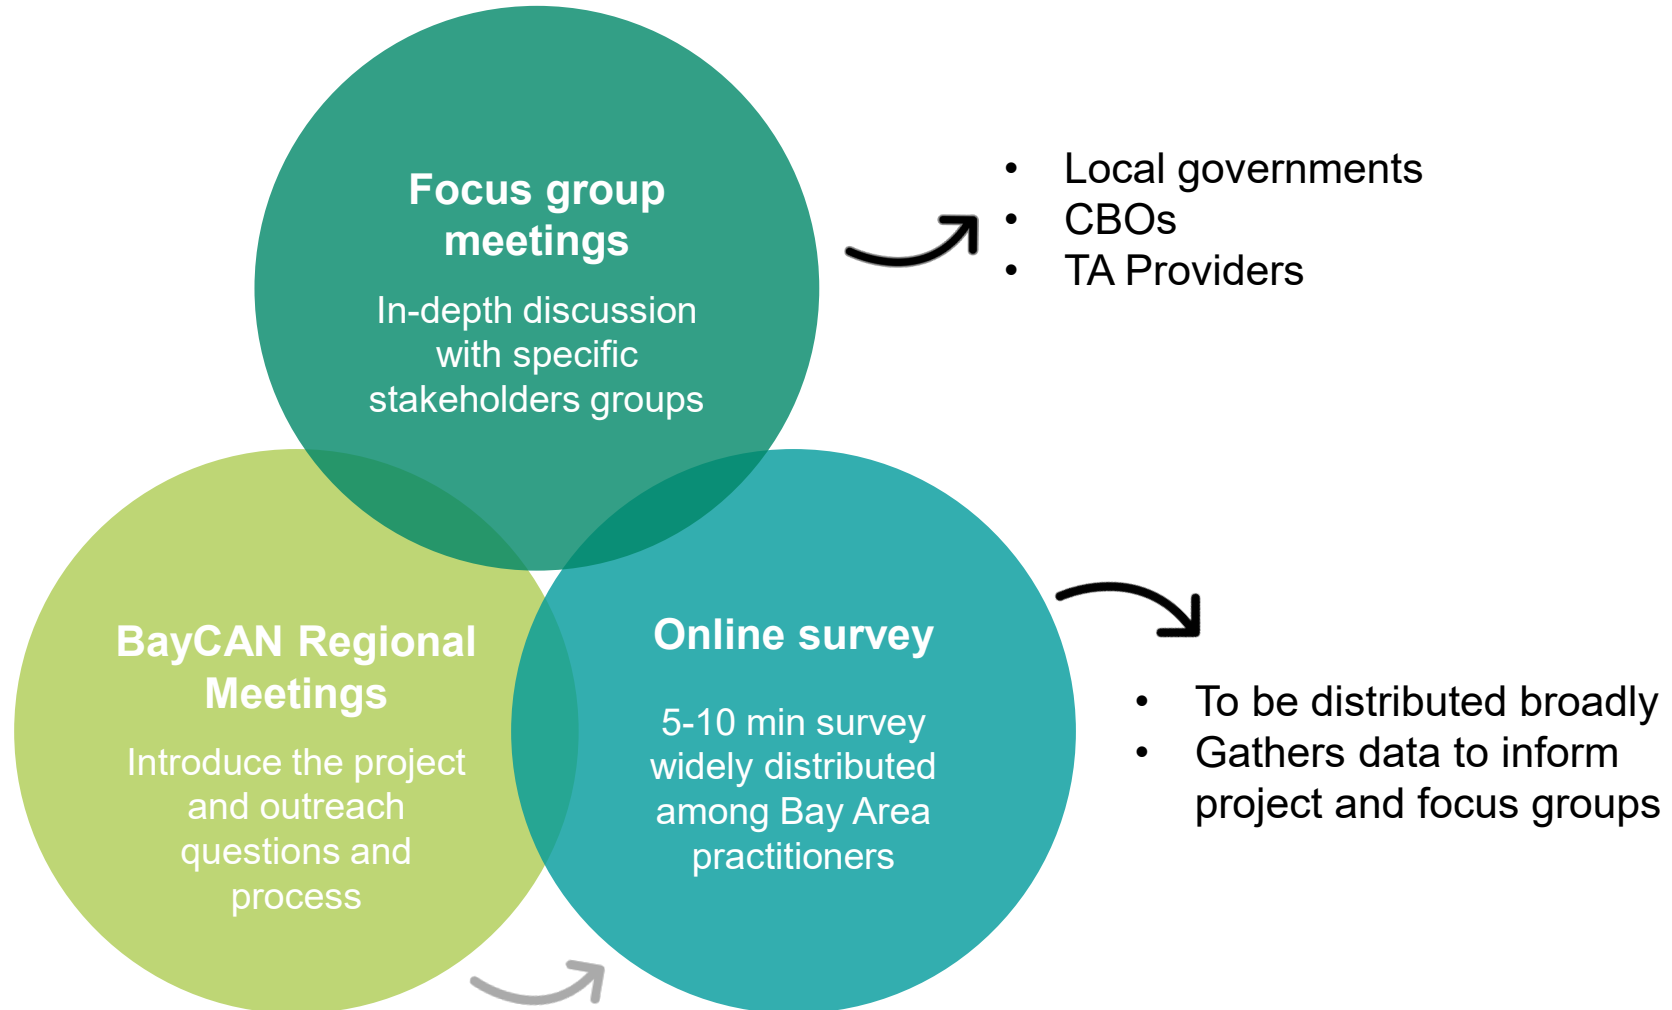 Focus group
meetings
In-depth discussion
with specific
stakeholders groups
• Local governments
• CBOs
• TA Providers
BayCAN Regional
Meetings
Introduce the project
and outreach
questions and
process
Online survey
5-10 min survey
widely distributed
among Bay Area
practitioners
• To be distributed broadly
• Gathers data to inform
project and focus groups